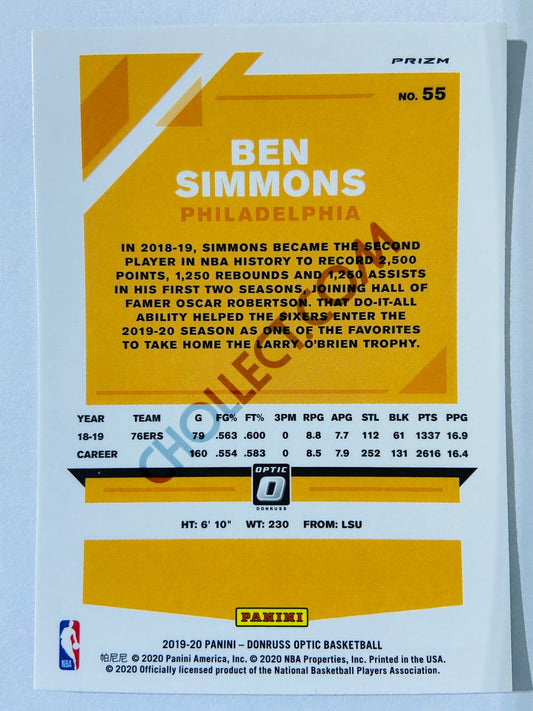 PRIZM
NO. 55
BEN
SIMMONS
PHILADELPHIA
IN 2018-19, SIMMONS BECAME THE SECOND
PLAYER IN NBA HISTORY TO RECORD 2,500
POINTS, 1,250 REBOUNDS AND 1,250 ASSISTS
IN HIS FIRST TWO SEASONS, JOINING HALL OF
FAMER OSCAR ROBERTSON. THAT DO-IT-ALL
ABILITY HELPED THE SIXERS ENTER THE
2019-20 SEASON AS ONE OF THE FAVORITES
TO TAKE HOME THE LARRY O'BRIEN TROPHY.
CHOLLECT.COM
YEAR TEAM G FG% FT% 3PM RPG APG STL BLK PTS PPG
18-19 76ERS 79 .563 .600 0 8.8 7.7 112 61 1337 16.9
CAREER 160 .554 .583 0 8.5 7.9 252 131 2616 16.4
OPTIC
DONRUSS
HT: 6' 10" WT: 230 FROM: LSU
PANINI
NBA
2019-20 PANINI – DONRUSS OPTIC BASKETBALL
帕尼尼 © 2020 Panini America, Inc. © 2020 NBA Properties, Inc. Printed in the USA.
© 2020 Officially licensed product of the National Basketball Players Association.